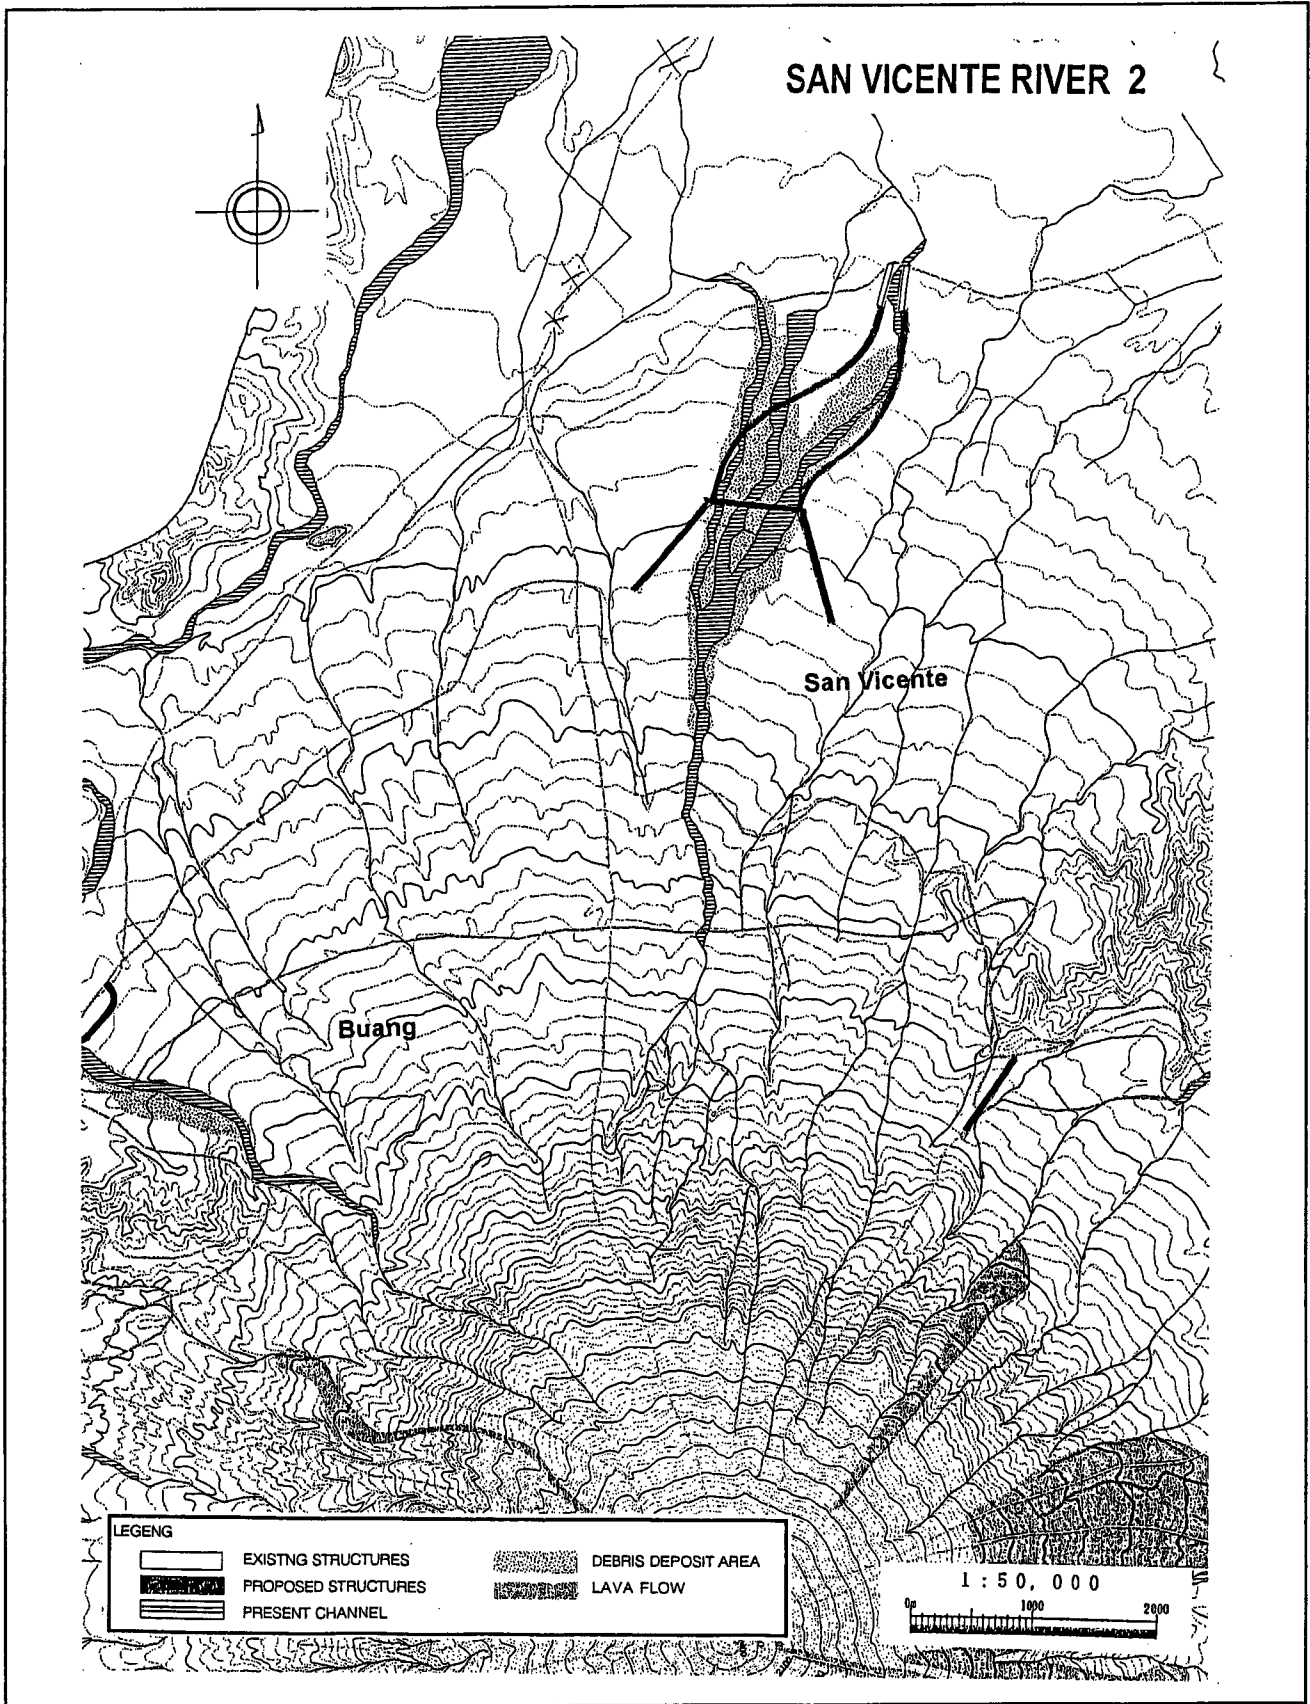 SAN VICENTE RIVER 2
San Vicente
Buang
LEGENG
EXISTNG STRUCTURES
PROPOSED STRUCTURES
PRESENT CHANNEL
DEBRIS DEPOSIT AREA
LAVA FLOW
1:50,000
0m 1000 2000